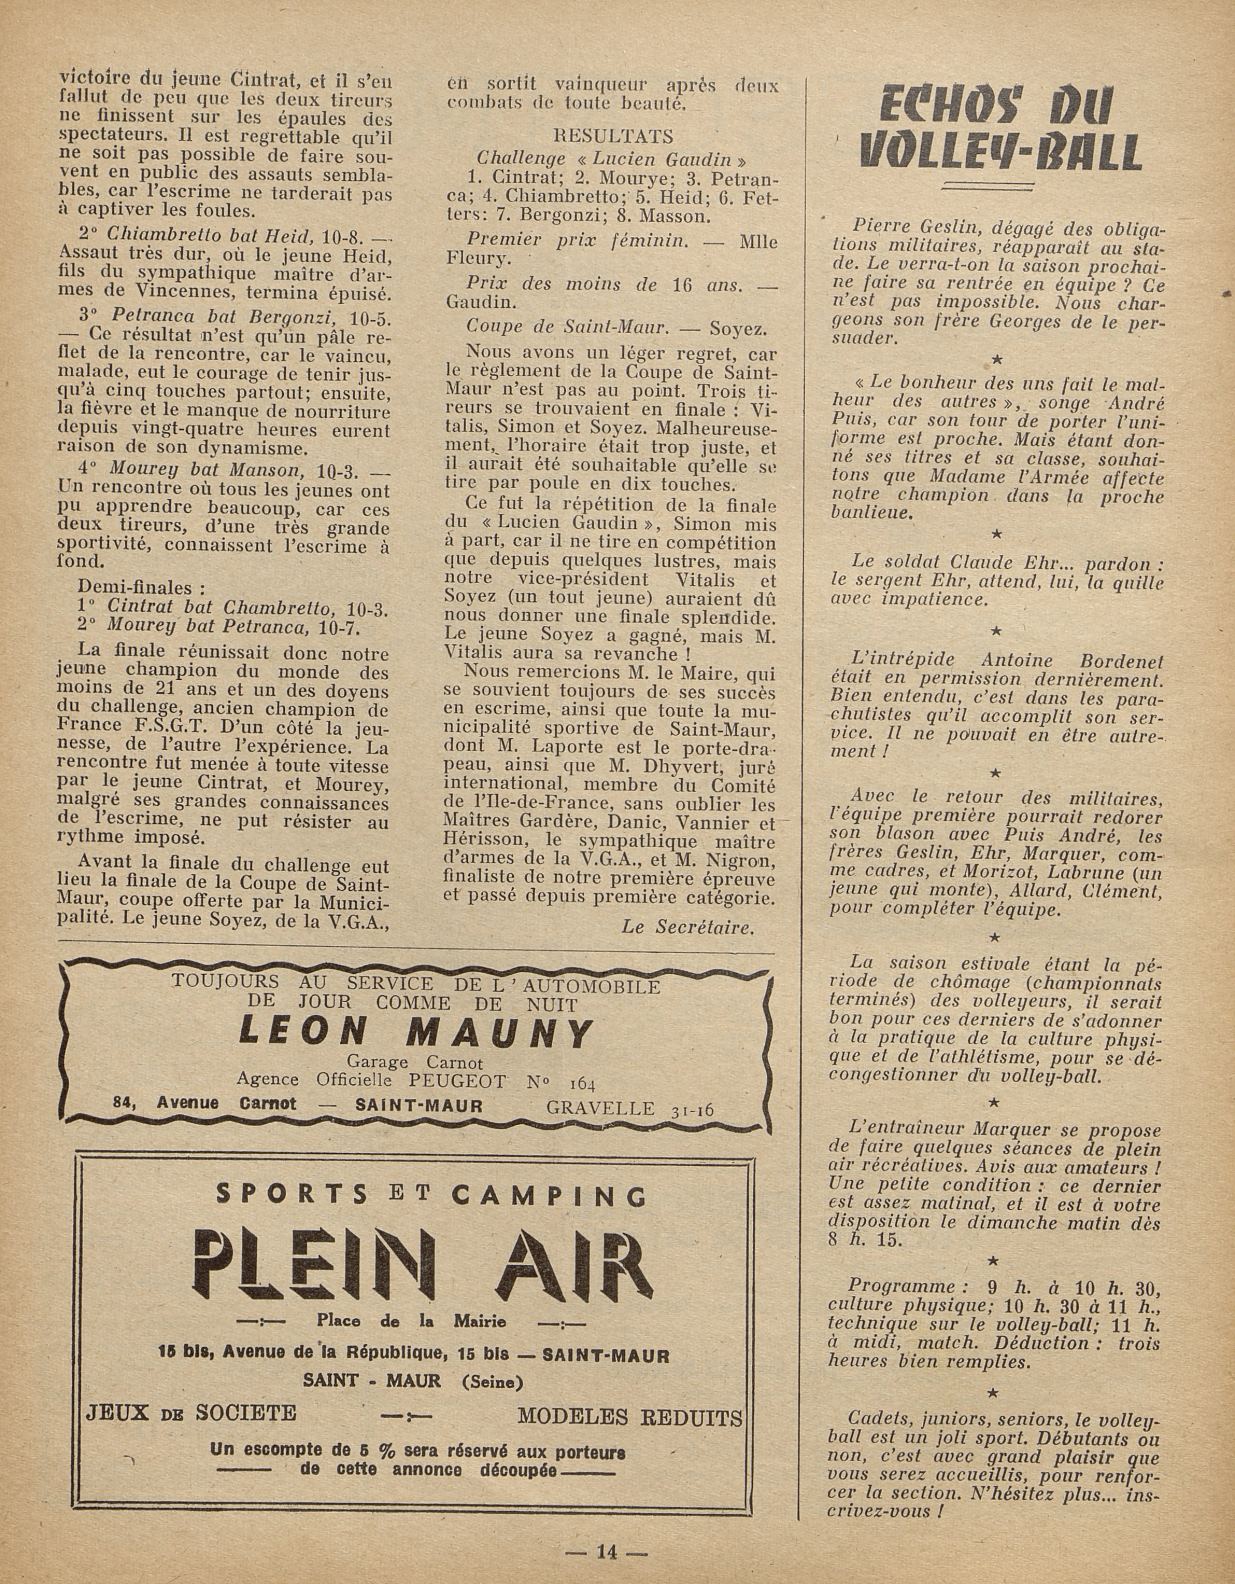 victoire du jeune Cintrat, et il s'en
fallut de peu que les deux tireurs
ne finissent sur les épaules des
spectateurs. Il est regrettable qu'il
ne soit pas possible de faire sou-
vent en public des assauts sembla-
bles, car l'escrime ne tarderait pas
à captiver les foules.
2° Chiambretto bat Heid, 10-8. —
Assaut très dur, où le jeune Heid,
fils du sympathique maître d'ar-
mes de Vincennes, termina épuisé.
3° Petranca bat Bergonzi, 10-5.
— Ce résultat n'est qu'un pâle re-
flet de la rencontre, car le vaincu,
malade, eut le courage de tenir jus-
qu'à cinq touches partout; ensuite,
la fièvre et le manque de nourriture
depuis vingt-quatre heures eurent
raison de son dynamisme.
4° Mourey bat Manson, 10-3. —
Un rencontre où tous les jeunes ont
pu apprendre beaucoup, car ces
deux tireurs, d'une très grande
sportivité, connaissent l'escrime à
fond.
Demi-finales :
1° Cintrat bat Chambretto, 10-3.
2° Mourey bat Petranca, 10-7.
La finale réunissait donc notre
jeune champion du monde des
moins de 21 ans et un des doyens
du challenge, ancien champion de
France F.S.G.T. D'un côté la jeu-
nesse, de l'autre l'expérience. La
rencontre fut menée à toute vitesse
par le jeune Cintrat, et Mourey,
malgré ses grandes connaissances
de l'escrime, ne put résister au
rythme imposé.
Avant la finale du challenge eut
lieu la finale de la Coupe de Saint-
Maur, coupe offerte par la Munici-
palité. Le jeune Soyez, de la V.G.A.,
en sortit vainqueur après deux
combats de toute beauté.
RESULTATS
Challenge « Lucien Gaudin »
1. Cintrat; 2. Mourye; 3. Petran-
ca; 4. Chiambretto; 5. Heid; 6. Fet-
ters: 7. Bergonzi; 8. Masson.
Premier prix féminin. — Mlle
Fleury.
Prix des moins de 16 ans. —
Gaudin.
Coupe de Saint-Maur. — Soyez.
Nous avons un léger regret, car
le règlement de la Coupe de Saint-
Maur n'est pas au point. Trois ti-
reurs se trouvaient en finale : Vi-
talis, Simon et Soyez. Malheureuse-
ment, l'horaire était trop juste, et
il aurait été souhaitable qu'elle se
tire par poule en dix touches.
Ce fut la répétition de la finale
du « Lucien Gaudin », Simon mis
à part, car il ne tire en compétition
que depuis quelques lustres, mais
notre vice-président Vitalis et
Soyez (un tout jeune) auraient dû
nous donner une finale splendide.
Le jeune Soyez a gagné, mais M.
Vitalis aura sa revanche !
Nous remercions M. le Maire, qui
se souvient toujours de ses succès
en escrime, ainsi que toute la mu-
nicipalité sportive de Saint-Maur,
dont M. Laporte est le porte-dra-
peau, ainsi que M. Dhyvert, juré
international, membre du Comité
de l'Ile-de-France, sans oublier les
Maîtres Gardère, Danic, Vannier et
Hérisson, le sympathique maître
d'armes de la V.G.A., et M. Nigron,
finaliste de notre première épreuve
et passé depuis première catégorie.
Le Secrétaire.
TOUJOURS AU SERVICE DE L'AUTOMOBILE
DE JOUR COMME DE NUIT
LEON MAUNY
Garage Carnot
Agence Officielle PEUGEOT N° 164
84, Avenue Carnot — SAINT-MAUR GRAVELLE 31-16
SPORTS ET CAMPING
PLEIN AIR
—:— Place de la Mairie —:—
15 bis, Avenue de la République, 15 bis — SAINT-MAUR
SAINT - MAUR (Seine)
JEUX DE SOCIETE —:— MODELES REDUITS
Un escompte de 5 % sera réservé aux porteurs
de cette annonce découpée
ECHOS DU
VOLLEY-BALL
Pierre Geslin, dégagé des obliga-
tions militaires, réapparaît au sta-
de. Le verra-t-on la saison prochai-
ne faire sa rentrée en équipe ? Ce
n'est pas impossible. Nous char-
geons son frère Georges de le per-
suader.
★
« Le bonheur des uns fait le mal-
heur des autres », songe André
Puis, car son tour de porter l'uni-
forme est proche. Mais étant don-
né ses titres et sa classe, souhai-
tons que Madame l'Armée affecte
notre champion dans la proche
banlieue.
★
Le soldat Claude Ehr... pardon :
le sergent Ehr, attend, lui, la quille
avec impatience.
★
L'intrépide Antoine Bordenet
était en permission dernièrement.
Bien entendu, c'est dans les para-
chutistes qu'il accomplit son ser-
vice. Il ne pouvait en être autre-
ment !
★
Avec le retour des militaires,
l'équipe première pourrait redorer
son blason avec Puis André, les
frères Geslin, Ehr, Marquer, com-
me cadres, et Morizot, Labrune (un
jeune qui monte), Allard, Clément,
pour compléter l'équipe.
★
La saison estivale étant la pé-
riode de chômage (championnats
terminés) des volleyeurs, il serait
bon pour ces derniers de s'adonner
à la pratique de la culture physi-
que et de l'athlétisme, pour se dé-
congestionner du volley-ball.
★
L'entraîneur Marquer se propose
de faire quelques séances de plein
air récréatives. Avis aux amateurs !
Une petite condition : ce dernier
est assez matinal, et il est à votre
disposition le dimanche matin dès
8 h. 15.
★
Programme : 9 h. à 10 h. 30,
culture physique; 10 h. 30 à 11 h.,
technique sur le volley-ball; 11 h.
à midi, match. Déduction : trois
heures bien remplies.
★
Cadets, juniors, seniors, le volley-
ball est un joli sport. Débutants ou
non, c'est avec grand plaisir que
vous serez accueillis, pour renfor-
cer la section. N'hésitez plus... ins-
crivez-vous !
— 14 —